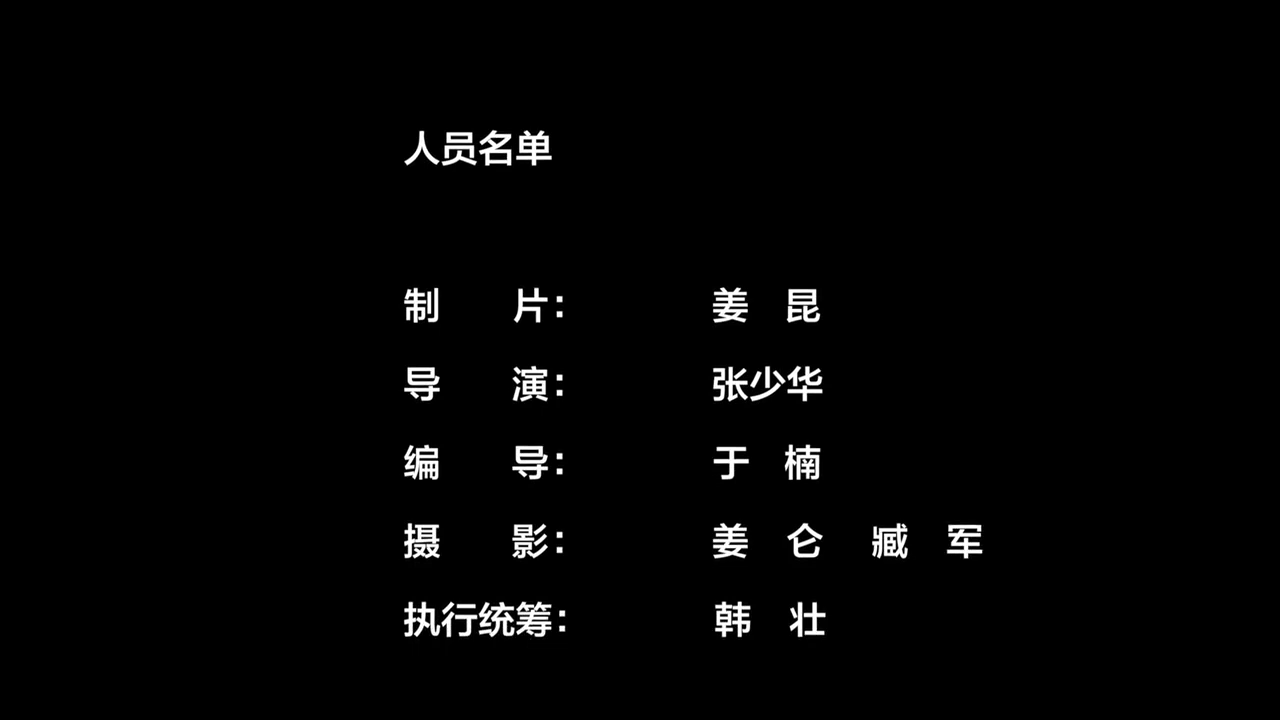 人员名单
制 片： 姜 昆
导 演： 张少华
编 导： 于 楠
摄 影： 姜 仑 臧 军
执行统筹： 韩 壮